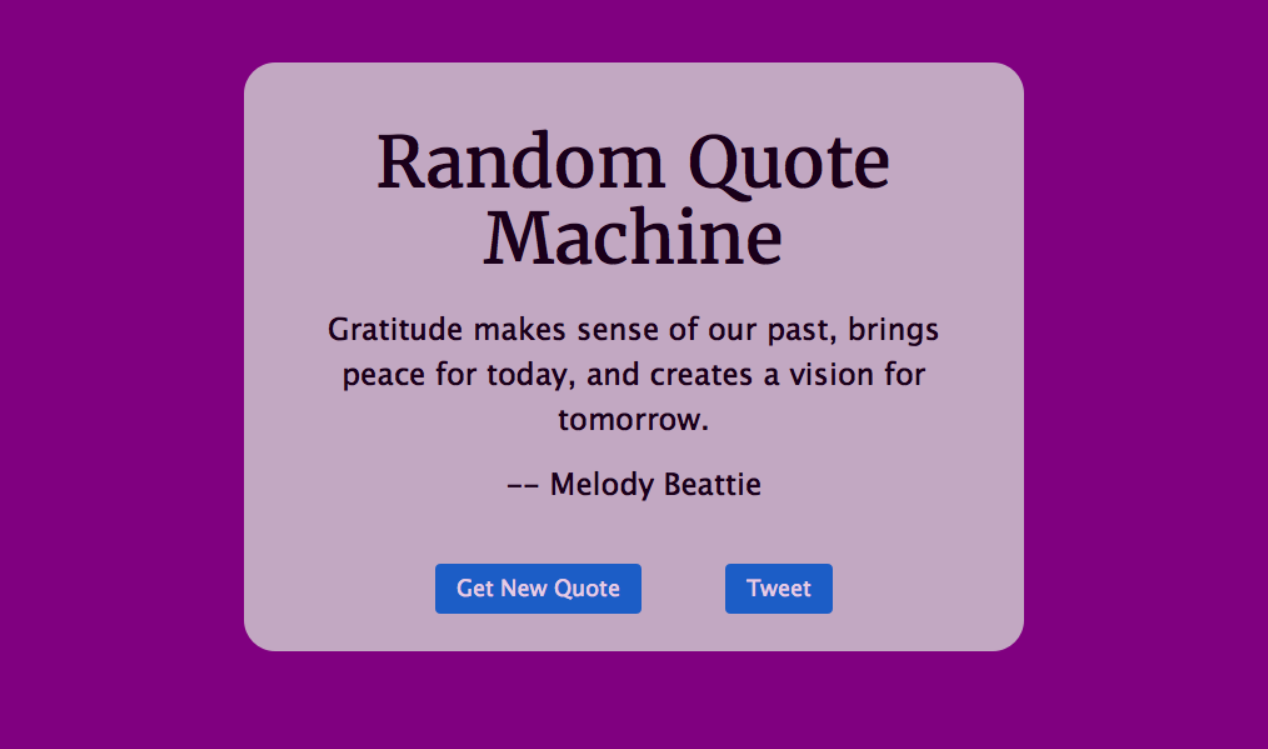 Random Quote
Machine
Gratitude makes sense of our past, brings
peace for today, and creates a vision for
tomorrow.
-- Melody Beattie
Get New Quote
Tweet